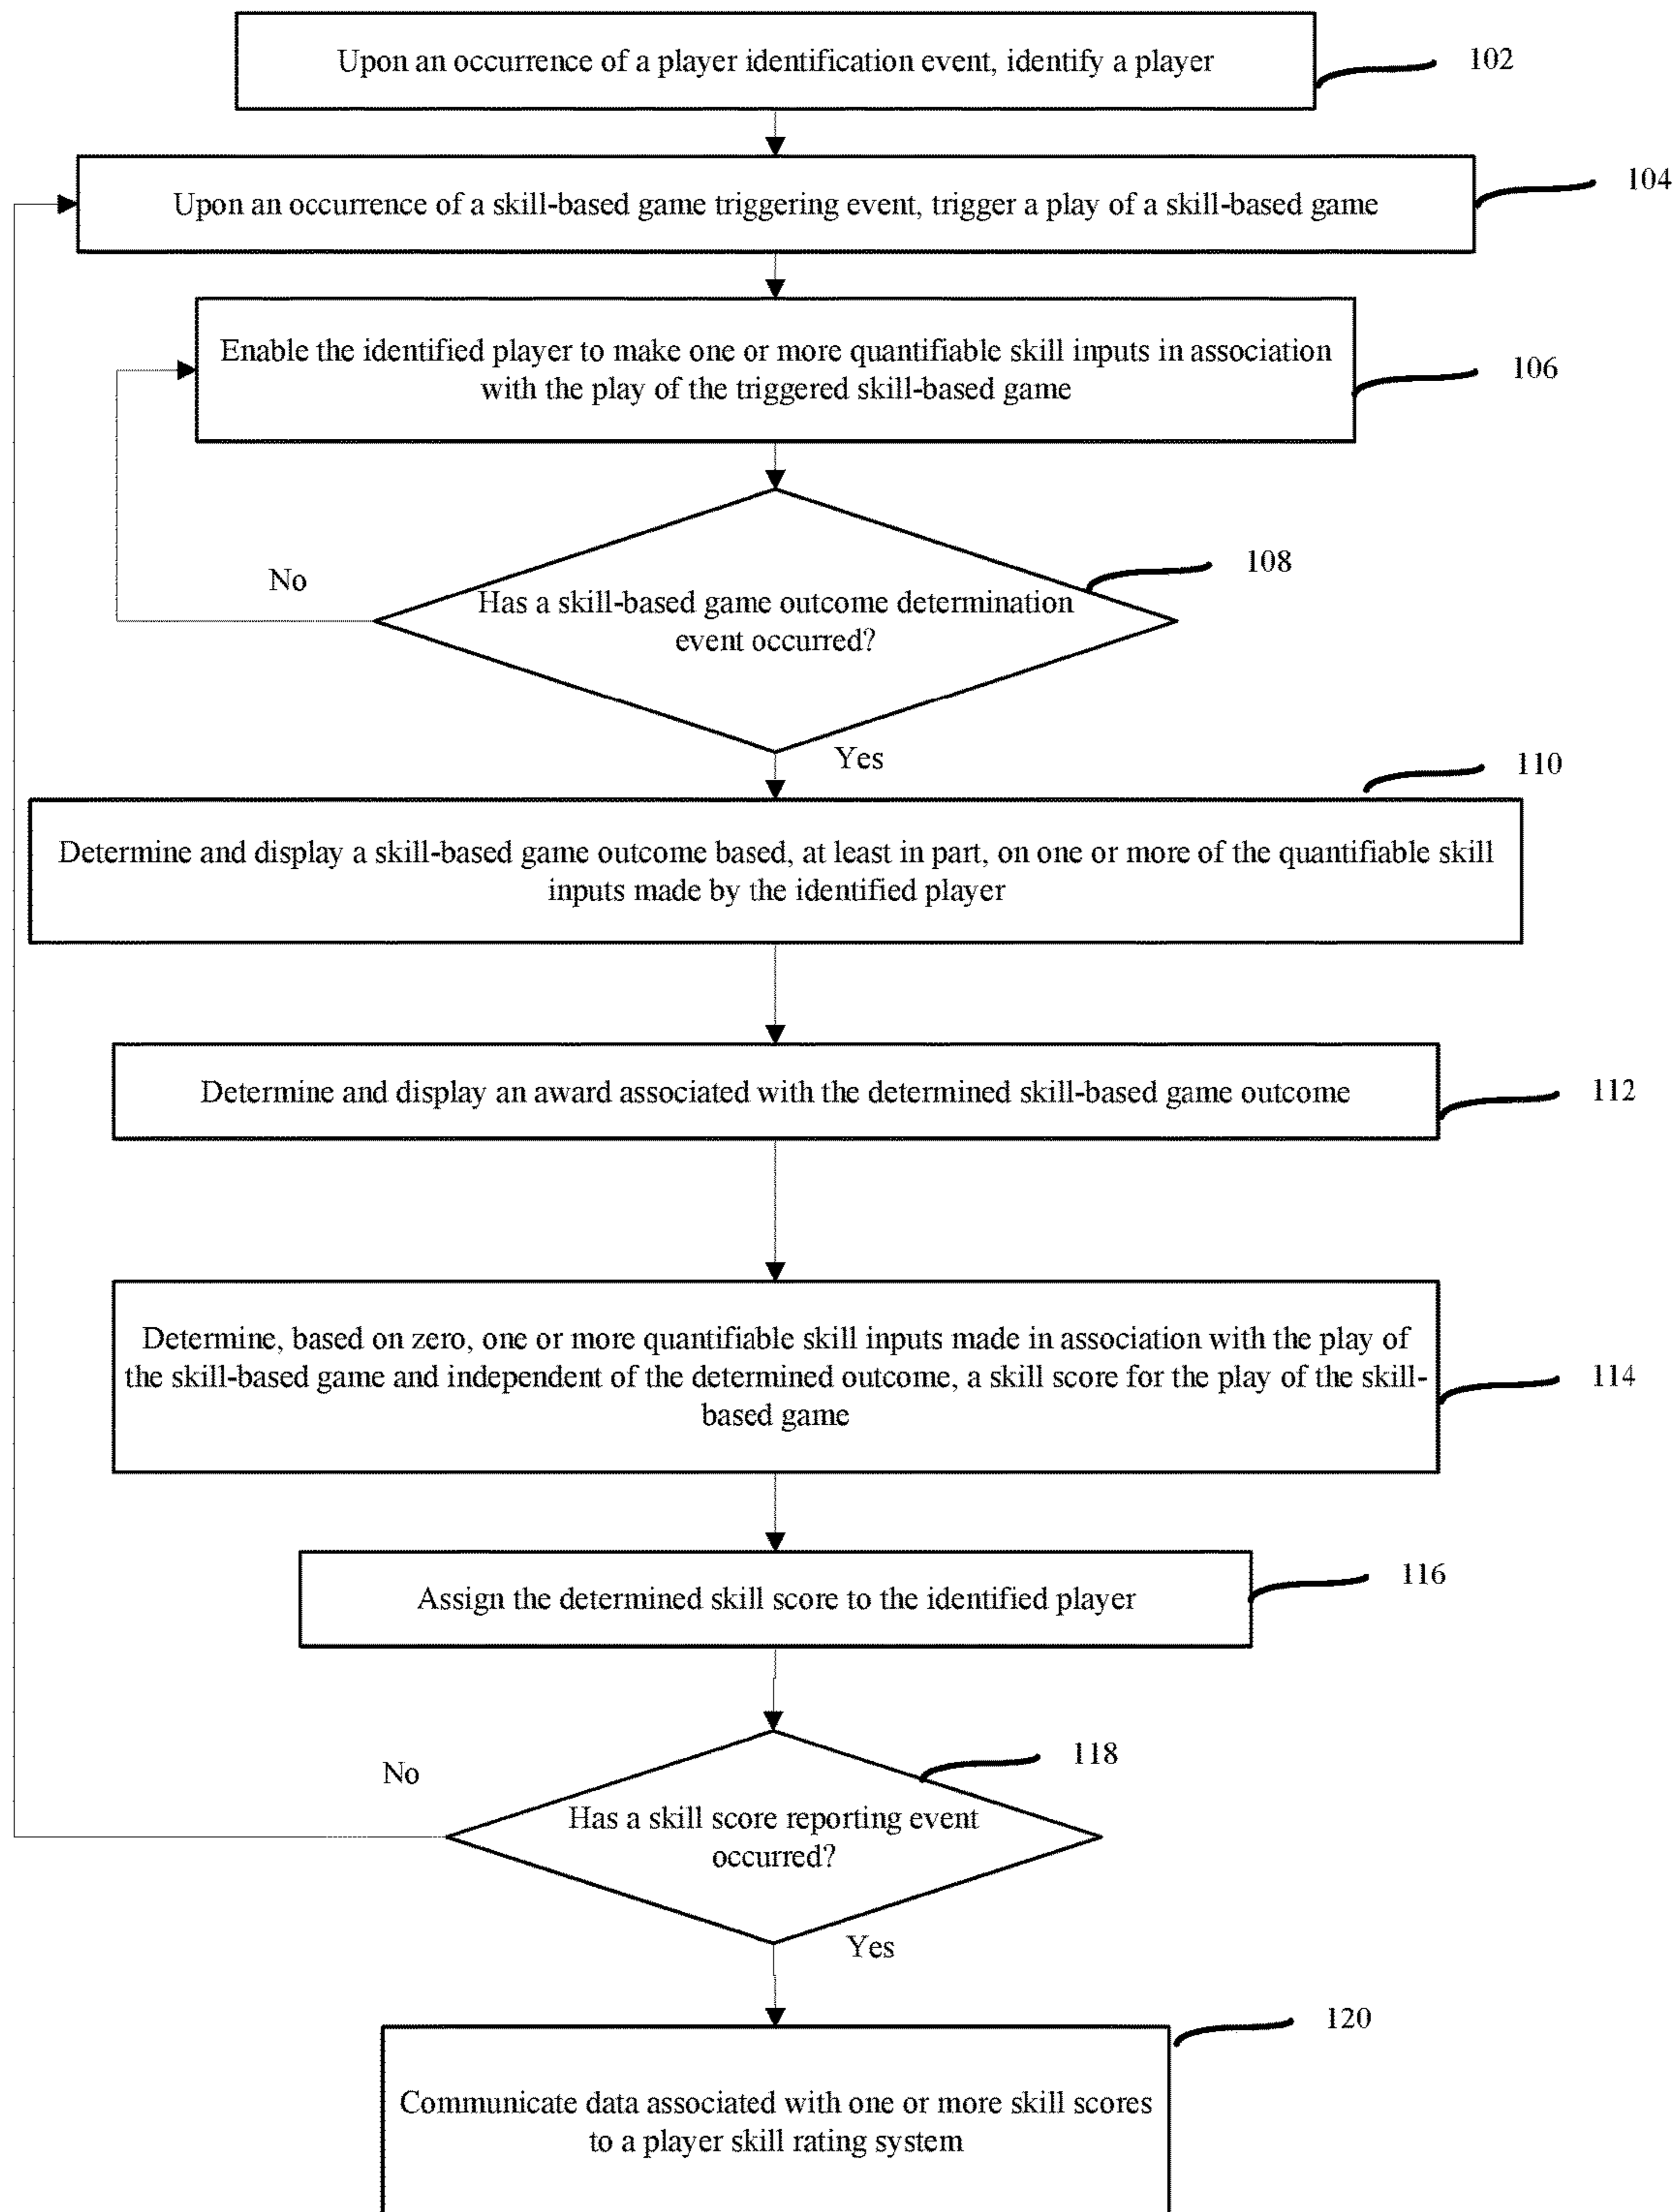 Upon an occurrence of a player identification event, identify a player
102
Upon an occurrence of a skill-based game triggering event, trigger a play of a skill-based game
104
Enable the identified player to make one or more quantifiable skill inputs in association
with the play of the triggered skill-based game
106
108
No
Has a skill-based game outcome determination
event occurred?
Yes
110
Determine and display a skill-based game outcome based, at least in part, on one or more of the quantifiable skill
inputs made by the identified player
Determine and display an award associated with the determined skill-based game outcome
112
Determine, based on zero, one or more quantifiable skill inputs made in association with the play of
the skill-based game and independent of the determined outcome, a skill score for the play of the skill-
based game
114
Assign the determined skill score to the identified player
116
118
No
Has a skill score reporting event
occurred?
Yes
120
Communicate data associated with one or more skill scores
to a player skill rating system